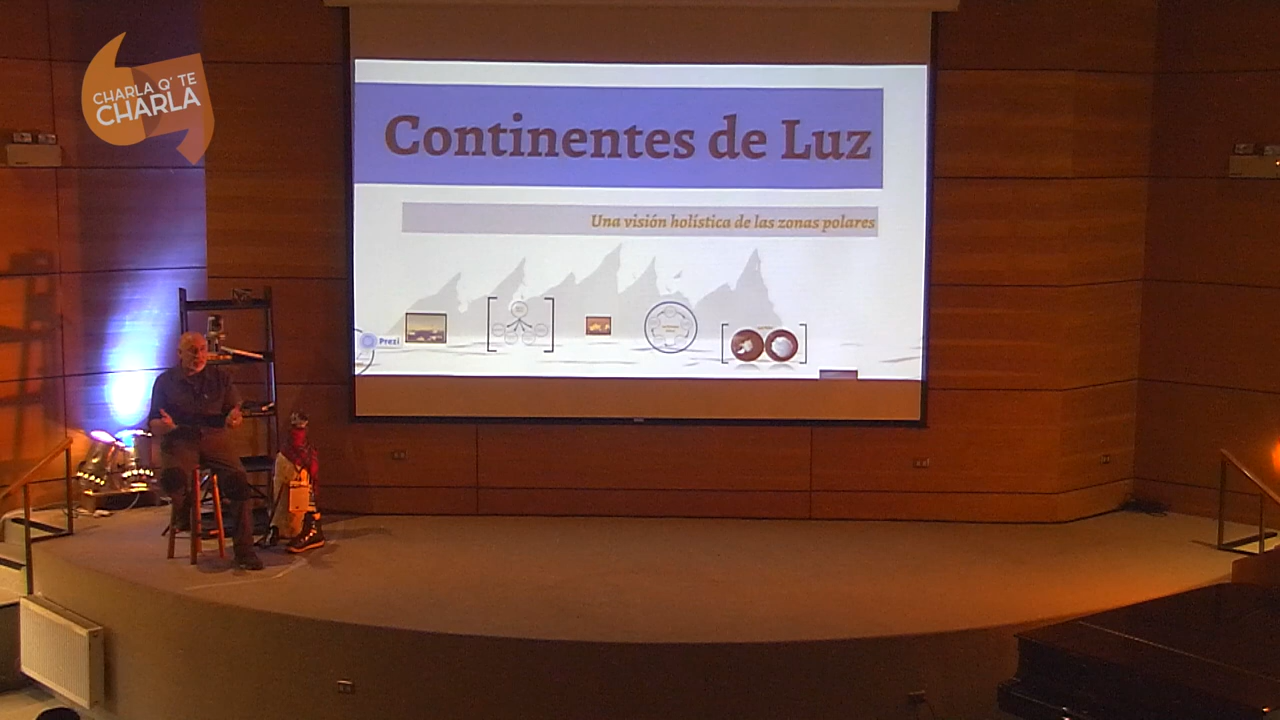 CHARLA Q' TE
CHARLA
Continentes de Luz
Una visión holística de las zonas polares
Prezi